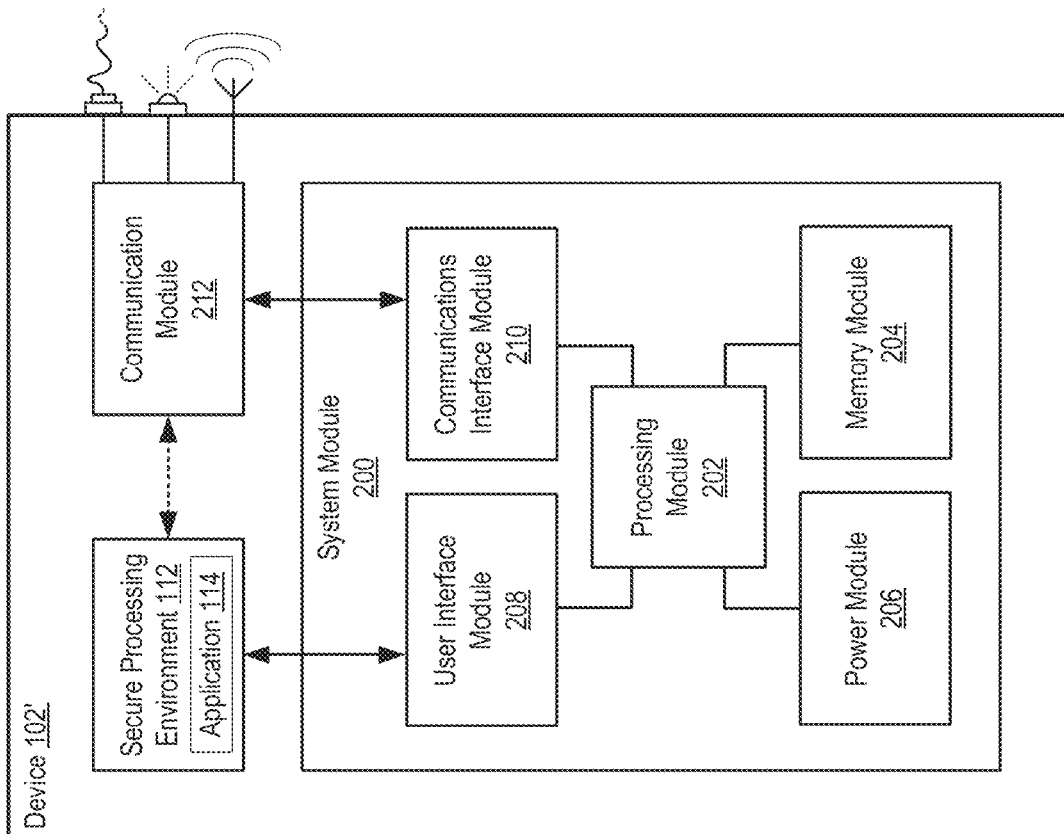 Device 102'
Secure Processing
Environment 112
Application 114
Communication
Module
212
System Module
200
User Interface
Module
208
Communications
Interface Module
210
Processing
Module
202
Power Module
206
Memory Module
204